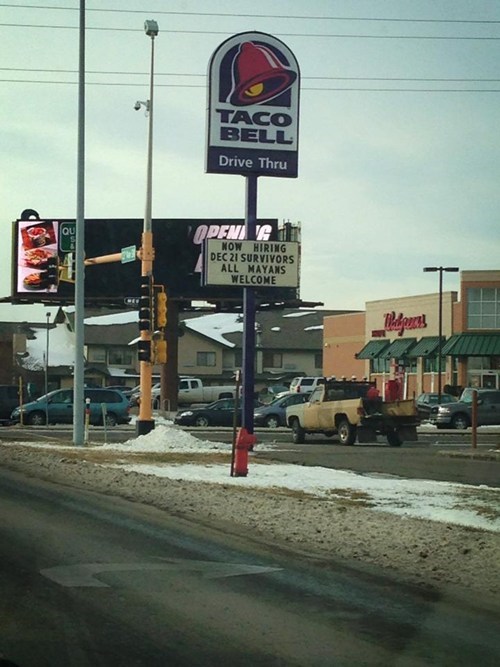 TACO
BELL
Drive Thru
OPENING
NOW HIRING
DEC 21 SURVIVORS
ALL MAYANS
WELCOME
Walgreens